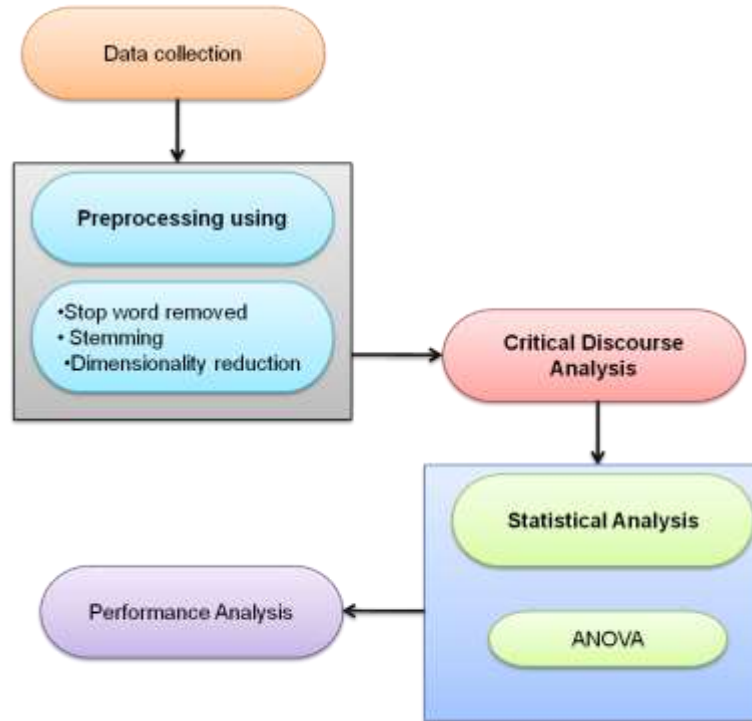 Data collection
Preprocessing using
•Stop word removed
• Stemming
•Dimensionality reduction
Critical Discourse
Analysis
Statistical Analysis
Performance Analysis
ANOVA